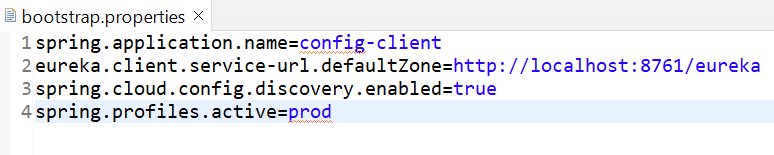 bootstrap.properties
1 spring.application.name=config-client
2 eureka.client.service-url.defaultZone=http://localhost:8761/eureka
3 spring.cloud.config.discovery.enabled=true
4 spring.profiles.active=prod